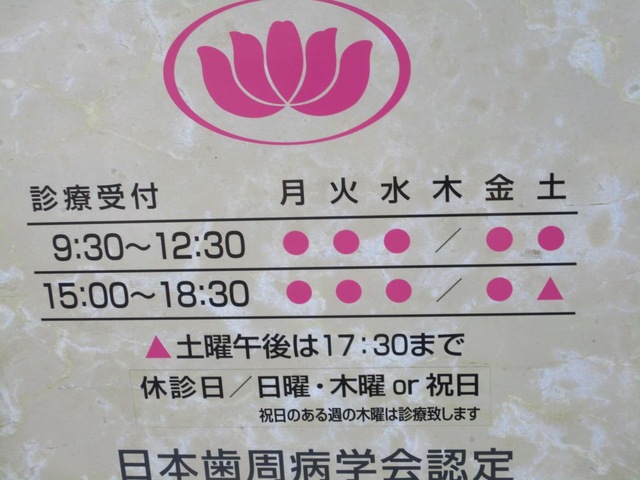 診療受付 月 火 水 木 金 土
9:30～12:30 ● ● ● ／ ● ●
15:00～18:30 ● ● ● ／ ● ▲
▲土曜午後は17:30まで
休診日／日曜・木曜 or 祝日
祝日のある週の木曜は診療致します
日本歯周病学会認定